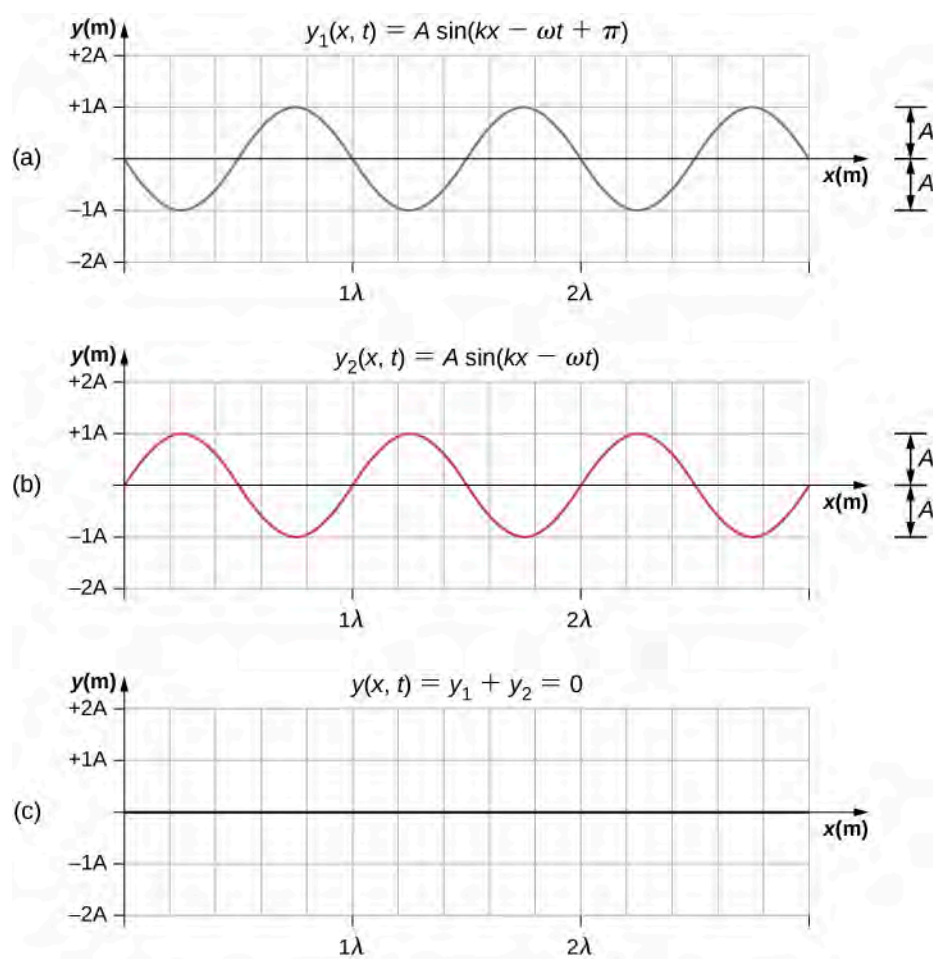 y(m)
y₁(x, t) = A sin(kx − ωt + π)
+2A
+1A
A
(a)
x(m)
A
−1A
−2A
1λ 2λ
y(m)
y₂(x, t) = A sin(kx − ωt)
+2A
+1A
A
(b)
x(m)
A
−1A
−2A
1λ 2λ
y(m)
y(x, t) = y₁ + y₂ = 0
+2A
+1A
(c)
x(m)
−1A
−2A
1λ 2λ